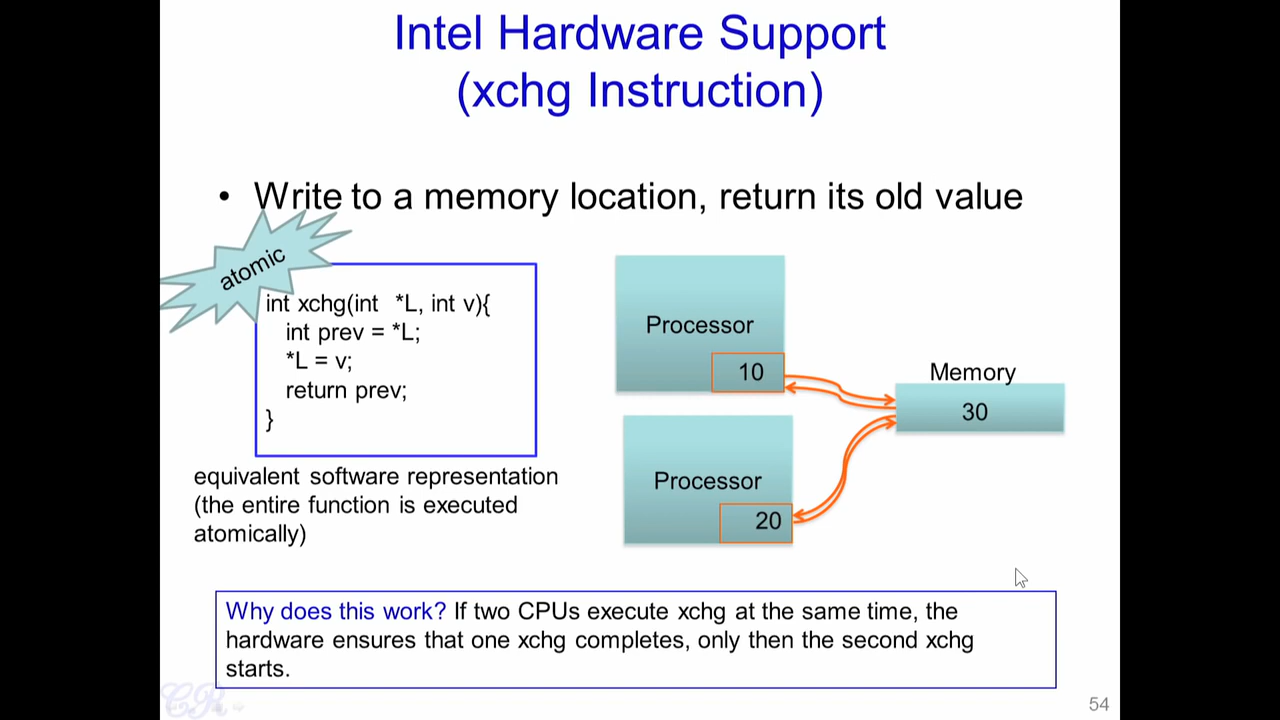 Intel Hardware Support
(xchg Instruction)
• Write to a memory location, return its old value
atomic
int xchg(int *L, int v){
int prev = *L;
*L = v;
return prev;
}
equivalent software representation
(the entire function is executed
atomically)
Processor
10
Processor
20
Memory
30
Why does this work? If two CPUs execute xchg at the same time, the
hardware ensures that one xchg completes, only then the second xchg
starts.
CR
54